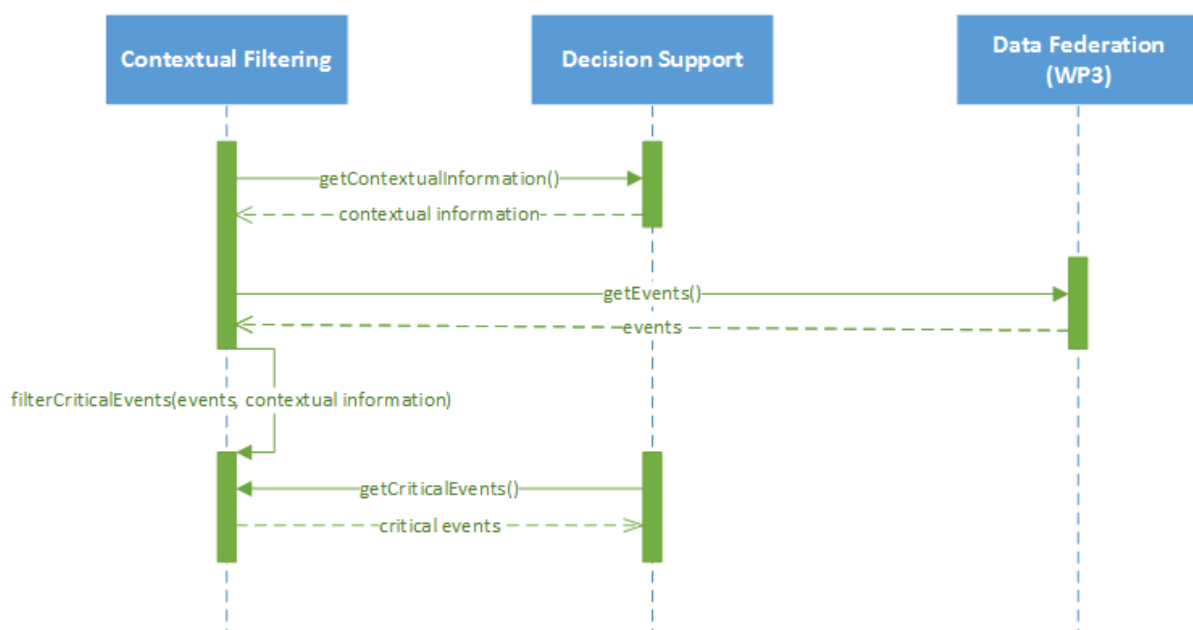 Contextual Filtering
Decision Support
Data Federation
(WP3)
getContextualInformation()
contextual information
getEvents()
events
filterCriticalEvents(events, contextual information)
getCriticalEvents()
critical events